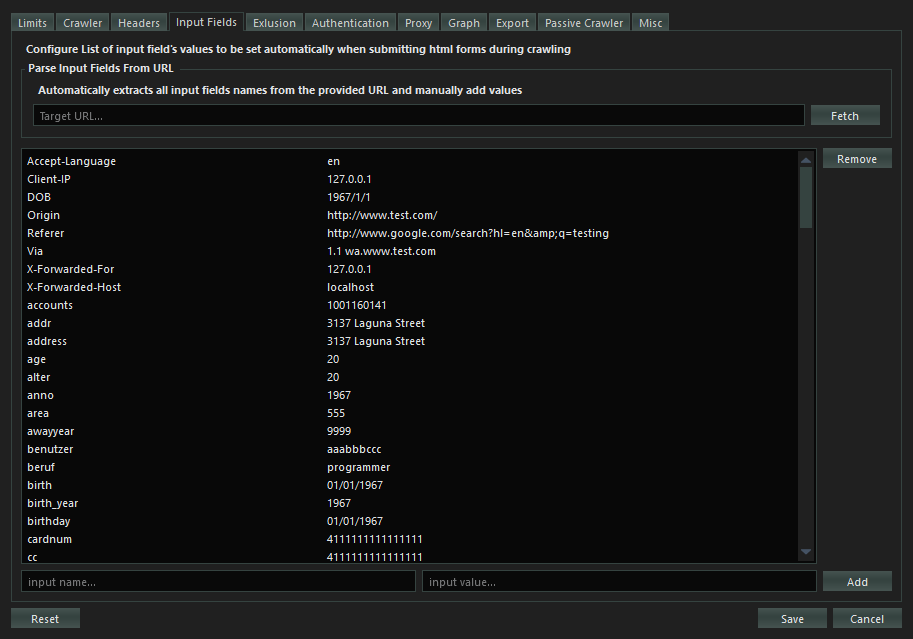 Limits Crawler Headers Input Fields Exlusion Authentication Proxy Graph Export Passive Crawler Misc
Configure List of input field's values to be set automatically when submitting html forms during crawling
Parse Input Fields From URL
Automatically extracts all input fields names from the provided URL and manually add values
Target URL... Fetch
Accept-Language en Remove
Client-IP 127.0.0.1
DOB 1967/1/1
Origin http://www.test.com/
Referer http://www.google.com/search?hl=en&amp;q=testing
Via 1.1 wa.www.test.com
X-Forwarded-For 127.0.0.1
X-Forwarded-Host localhost
accounts 1001160141
addr 3137 Laguna Street
address 3137 Laguna Street
age 20
alter 20
anno 1967
area 555
awayyear 9999
benutzer aaabbbccc
beruf programmer
birth 01/01/1967
birth_year 1967
birthday 01/01/1967
cardnum 4111111111111111
cc 4111111111111111
input name... input value... Add
Reset Save Cancel